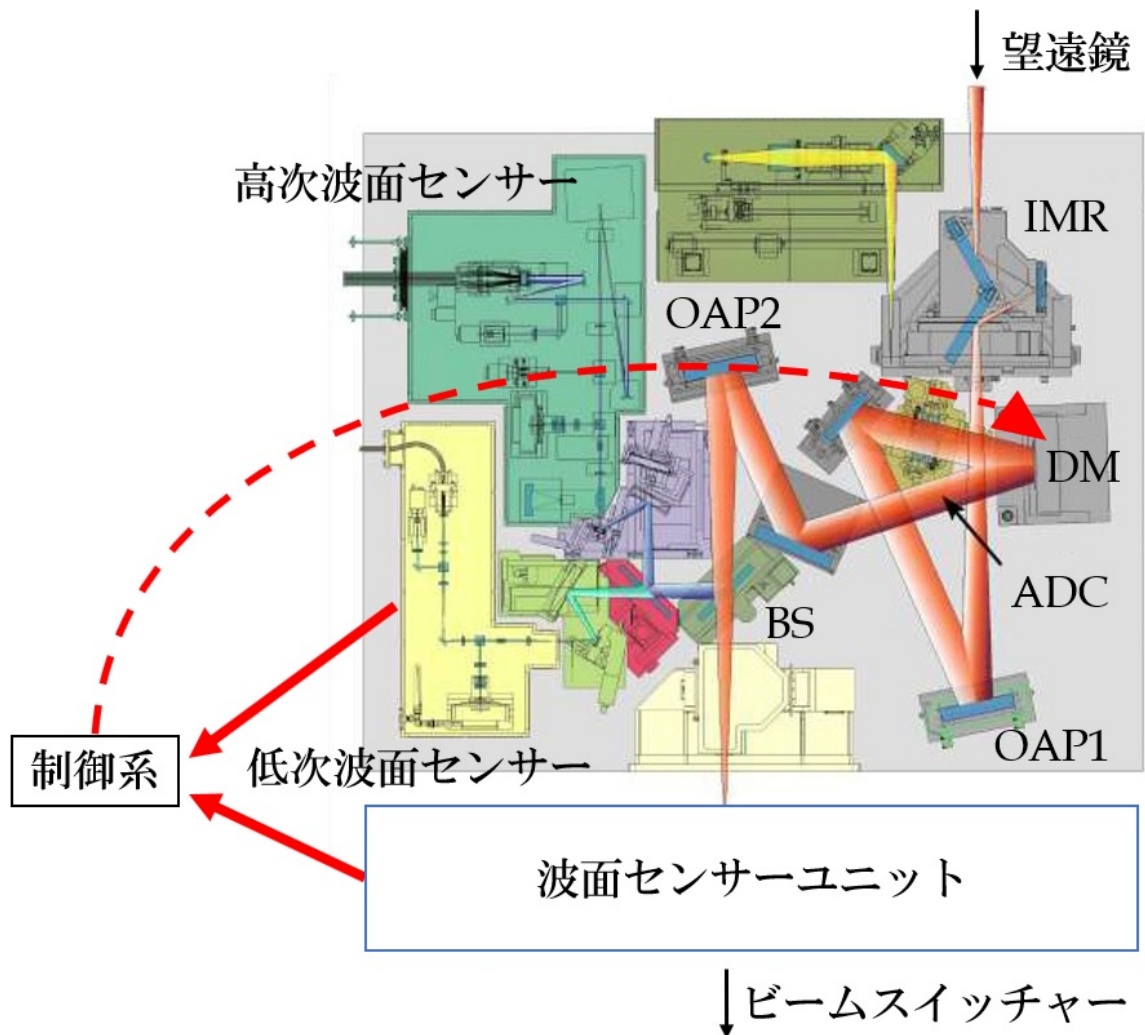 望遠鏡
高次波面センサー
IMR
OAP2
DM
ADC
BS
OAP1
制御系
低次波面センサー
波面センサーユニット
ビームスイッチャー